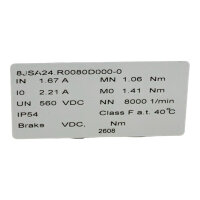 8JSA24.R0080D000-0
IN 1.67 A MN 1.06 Nm
I0 2.21 A M0 1.41 Nm
UN 560 VDC NN 8000 1/min
IP54 Class F a.t. 40°C
Brake VDC, Nm
2608